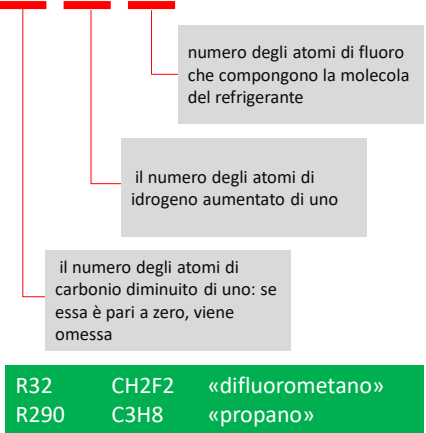 numero degli atomi di fluoro
che compongono la molecola
del refrigerante
il numero degli atomi di
idrogeno aumentato di uno
il numero degli atomi di
carbonio diminuito di uno: se
essa è pari a zero, viene
omessa
R32 CH2F2 «difluorometano»
R290 C3H8 «propano»